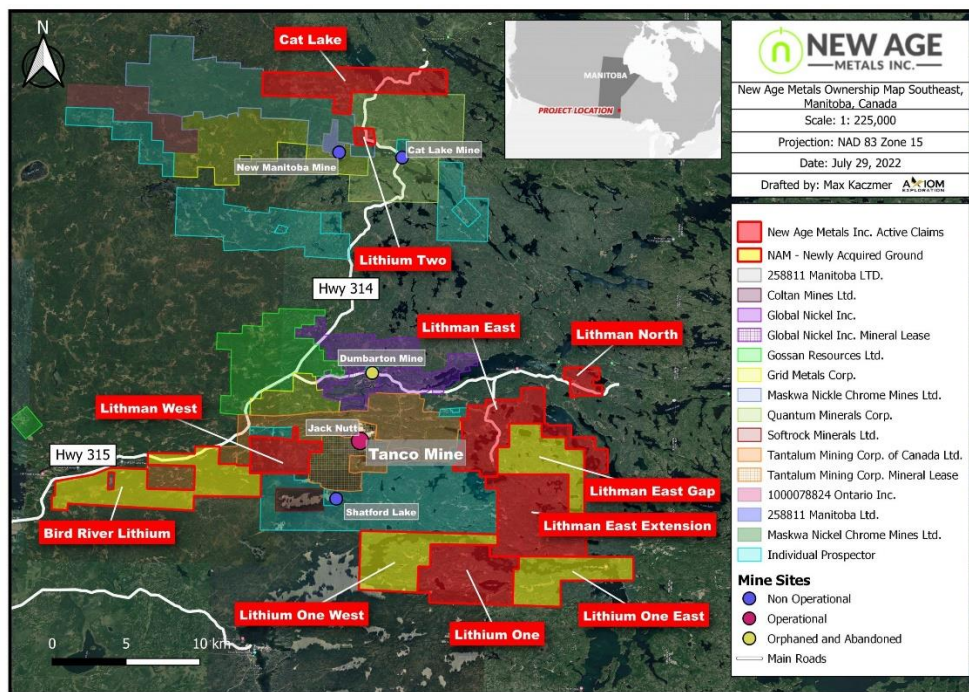 N
Cat Lake
New Manitoba Mine
Cat Lake Mine
Lithium Two
Hwy 314
Lithman East
Lithman North
Dumbarton Mine
Lithman West
Jack Nutt
Tanco Mine
Hwy 315
Lithman East Gap
Shatford Lake
Lithman East Extension
Bird River Lithium
Lithium One West
Lithium One
Lithium One East
0 5 10 km
MANITOBA
PROJECT LOCATION
NEW AGE
METALS INC.
New Age Metals Ownership Map Southeast,
Manitoba, Canada
Scale: 1: 225,000
Projection: NAD 83 Zone 15
Date: July 29, 2022
Drafted by: Max Kaczmer AXIOM
EXPLORATION
New Age Metals Inc. Active Claims
NAM - Newly Acquired Ground
258811 Manitoba LTD.
Coltan Mines Ltd.
Global Nickel Inc.
Global Nickel Inc. Mineral Lease
Gossan Resources Ltd.
Grid Metals Corp.
Maskwa Nickle Chrome Mines Ltd.
Quantum Minerals Corp.
Softrock Minerals Ltd.
Tantalum Mining Corp. of Canada Ltd.
Tantalum Mining Corp. Mineral Lease
1000078824 Ontario Inc.
258811 Manitoba Ltd.
Maskwa Nickel Chrome Mines Ltd.
Individual Prospector
Mine Sites
Non Operational
Operational
Orphaned and Abandoned
Main Roads